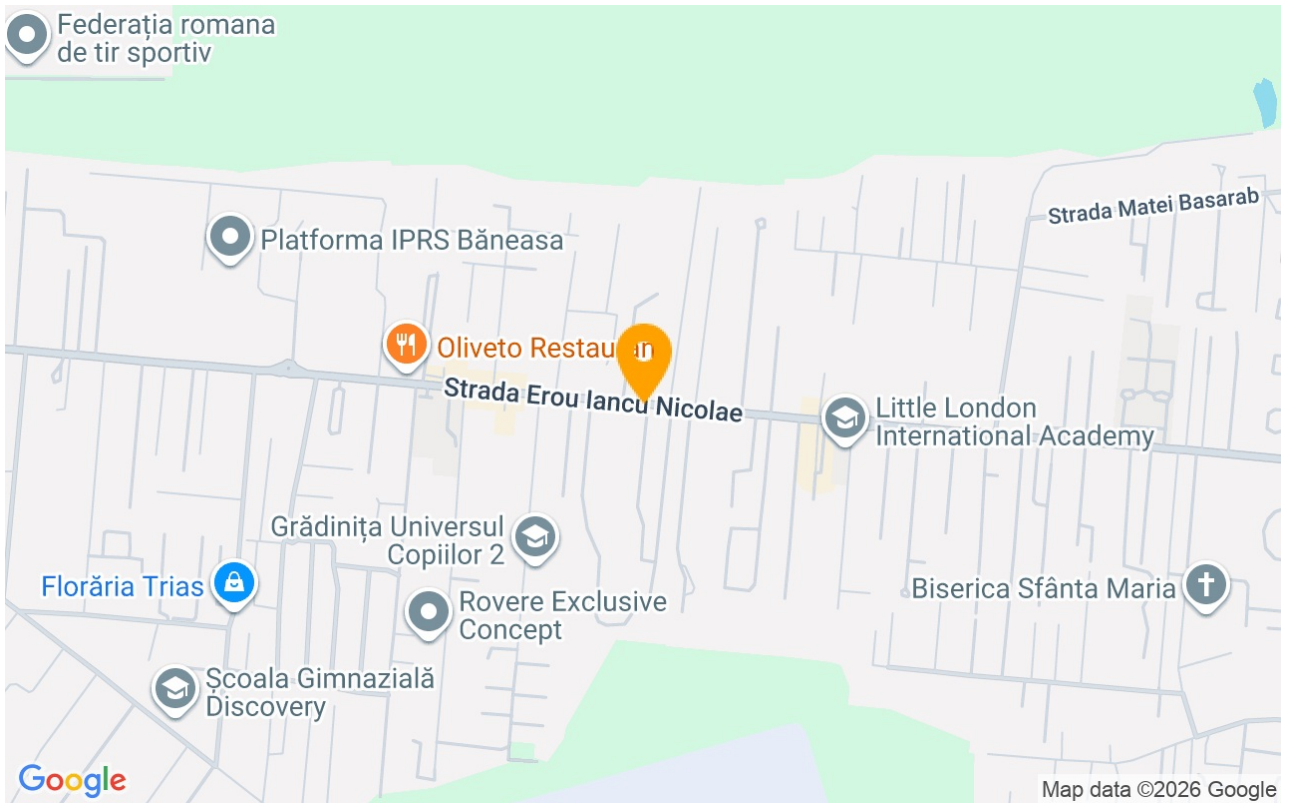 Federația romana
de tir sportiv
Strada Matei Basarab
Platforma IPRS Băneasa
Oliveto Restauran
Strada Erou Iancu Nicolae
Little London
International Academy
Grădinița Universul
Copiilor 2
Florăria Trias
Rovere Exclusive
Concept
Biserica Sfânta Maria
Școala Gimnazială
Discovery
Google
Map data ©2026 Google